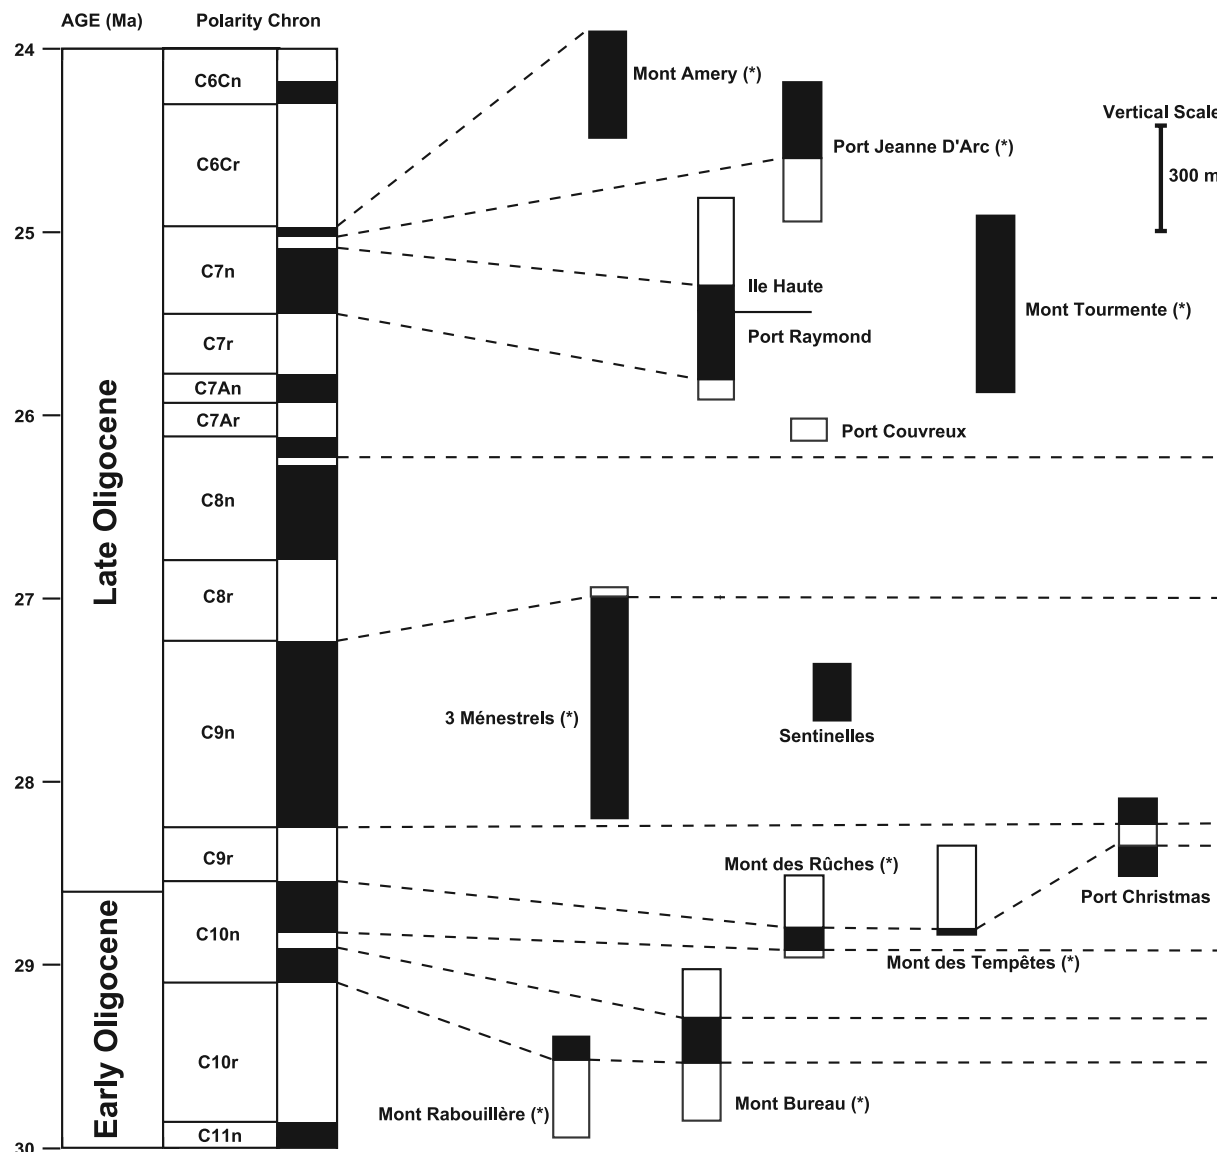 AGE (Ma)
Polarity Chron
24
25
26
27
28
29
30
Late Oligocene
Early Oligocene
C6Cn
C6Cr
C7n
C7r
C7An
C7Ar
C8n
C8r
C9n
C9r
C10n
C10r
C11n
Mont Amery (*)
Port Jeanne D'Arc (*)
Vertical Scale
300 m
Ile Haute
Port Raymond
Mont Tourmente (*)
Port Couvreux
3 Ménestrels (*)
Sentinelles
Mont des Rûches (*)
Port Christmas
Mont des Tempêtes (*)
Mont Rabouillère (*)
Mont Bureau (*)